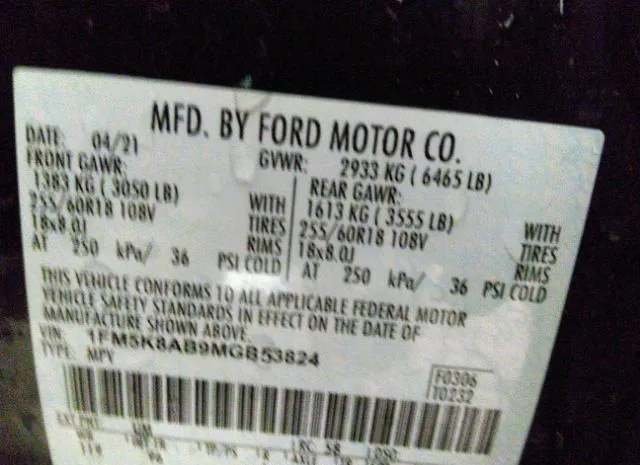 MFD. BY FORD MOTOR CO.
DATE: 04/21 GVWR: 2933 KG ( 6465 LB)
FRONT GAWR: REAR GAWR:
1383 KG ( 3050 LB) WITH 1613 KG ( 3555 LB) WITH
255/60R18 108V TIRES 255/60R18 108V TIRES
18x8.0J RIMS 18x8.0J RIMS
AT 250 kPa/ 36 PSI COLD AT 250 kPa/ 36 PSI COLD
THIS VEHICLE CONFORMS TO ALL APPLICABLE FEDERAL MOTOR
VEHICLE SAFETY STANDARDS IN EFFECT ON THE DATE OF
MANUFACTURE SHOWN ABOVE.
VIN: 1FM5K8AB9MGB53824
TYPE: MPV
F0306
T0232